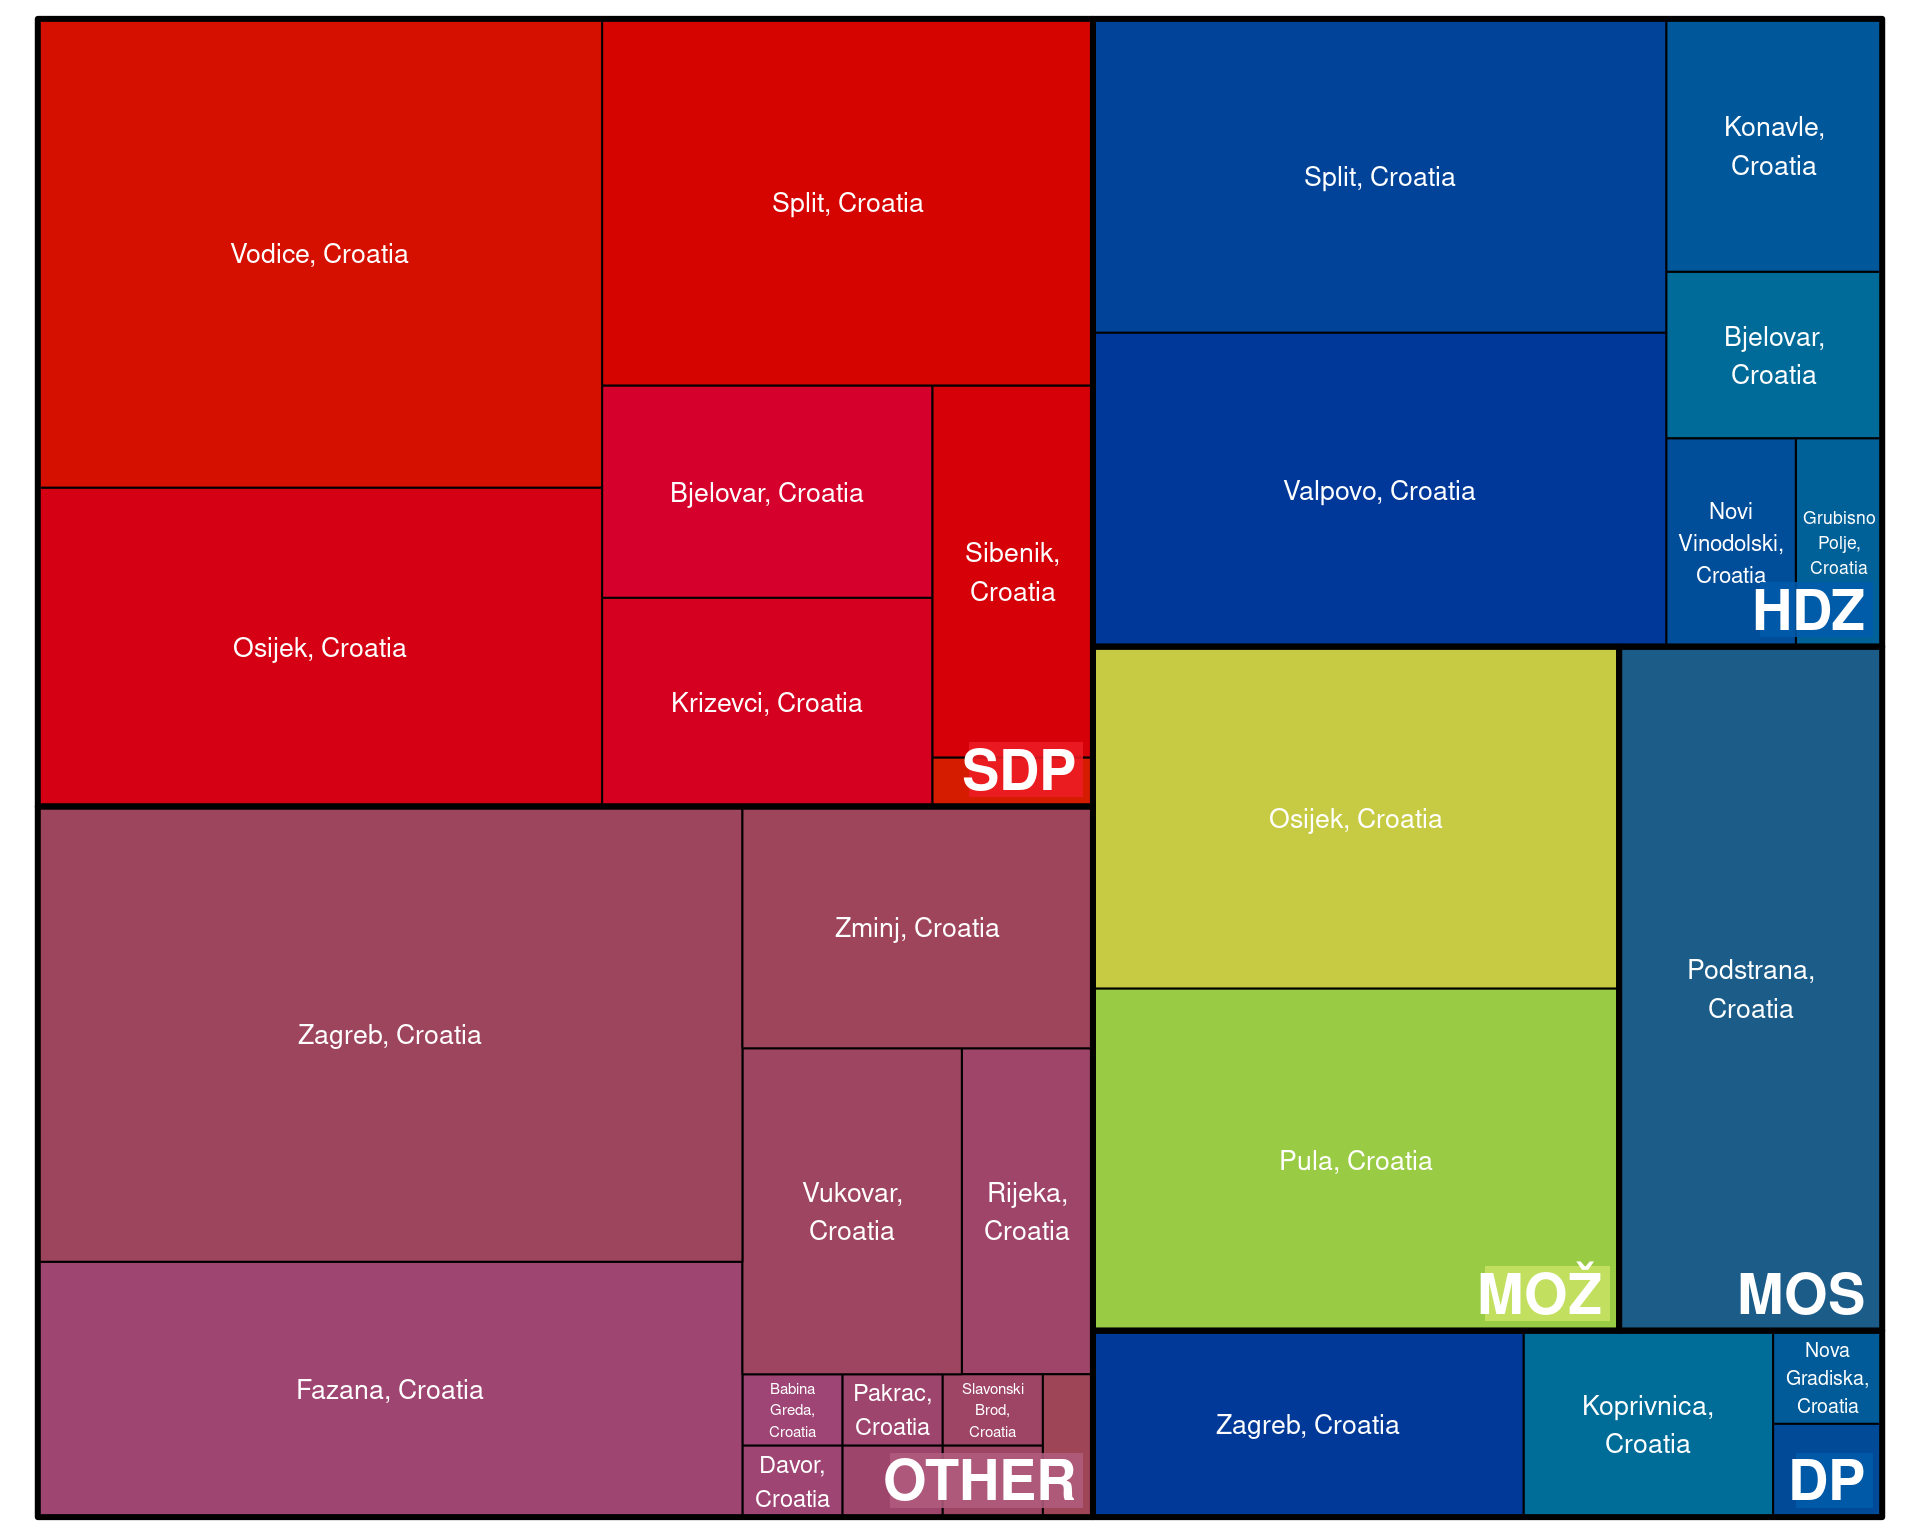 Vodice, Croatia
Split, Croatia
Osijek, Croatia
Bjelovar, Croatia
Krizevci, Croatia
Sibenik,
Croatia
SDP
Split, Croatia
Valpovo, Croatia
Konavle,
Croatia
Bjelovar,
Croatia
Novi
Vinodolski,
Croatia
Grubisno
Polje,
Croatia
HDZ
Zagreb, Croatia
Fazana, Croatia
Zminj, Croatia
Vukovar,
Croatia
Rijeka,
Croatia
Babina
Greda,
Croatia
Pakrac,
Croatia
Slavonski
Brod,
Croatia
Davor,
Croatia
OTHER
Osijek, Croatia
Pula, Croatia
MOŽ
Podstrana,
Croatia
MOS
Zagreb, Croatia
Koprivnica,
Croatia
Nova
Gradiska,
Croatia
DP